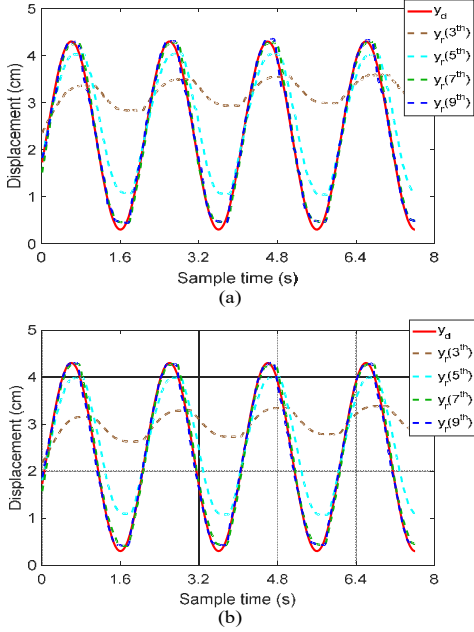 5
4
3
2
1
0
Displacement (cm)
0 1.6 3.2 4.8 6.4 8
Sample time (s)
(a)
y_d
y_r(3^th)
y_r(5^th)
y_r(7^th)
y_r(9^th)
5
4
3
2
1
0
Displacement (cm)
0 1.6 3.2 4.8 6.4 8
Sample time (s)
(b)
y_d
y_r(3^th)
y_r(5^th)
y_r(7^th)
y_r(9^th)